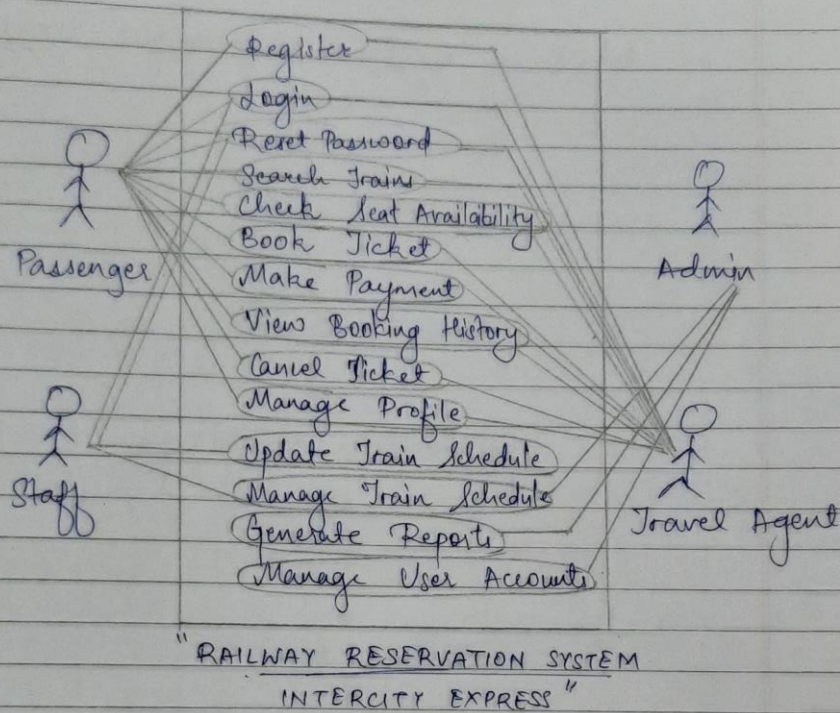 Register
Login
Reset Password
Search Trains
Check Seat Availability
Book Ticket
Passenger
Admin
Make Payment
View Booking History
Cancel Ticket
Manage Profile
Update Train Schedule
Staff
Manage Train Schedule
Travel Agent
Generate Reports
Manage User Accounts
"RAILWAY RESERVATION SYSTEM
INTERCITY EXPRESS"